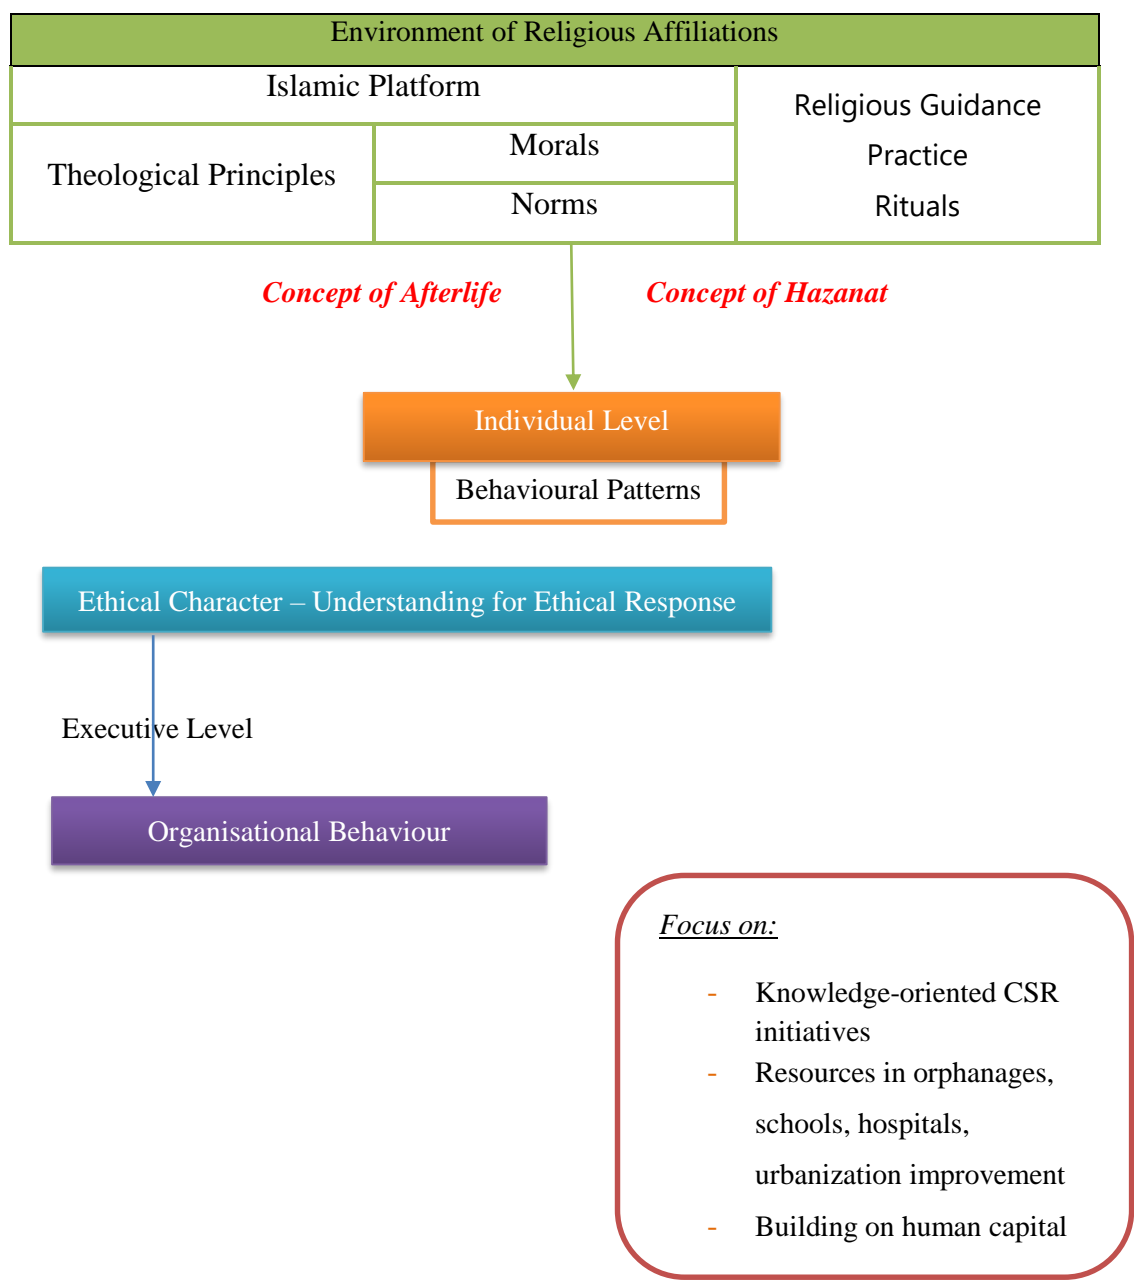 Environment of Religious Affiliations
Islamic Platform
Theological Principles
Morals
Norms
Religious Guidance
Practice
Rituals
Concept of Afterlife
Concept of Hazanat
Individual Level
Behavioural Patterns
Ethical Character – Understanding for Ethical Response
Executive Level
Organisational Behaviour
Focus on:
- Knowledge-oriented CSR
initiatives
- Resources in orphanages,
schools, hospitals,
urbanization improvement
- Building on human capital